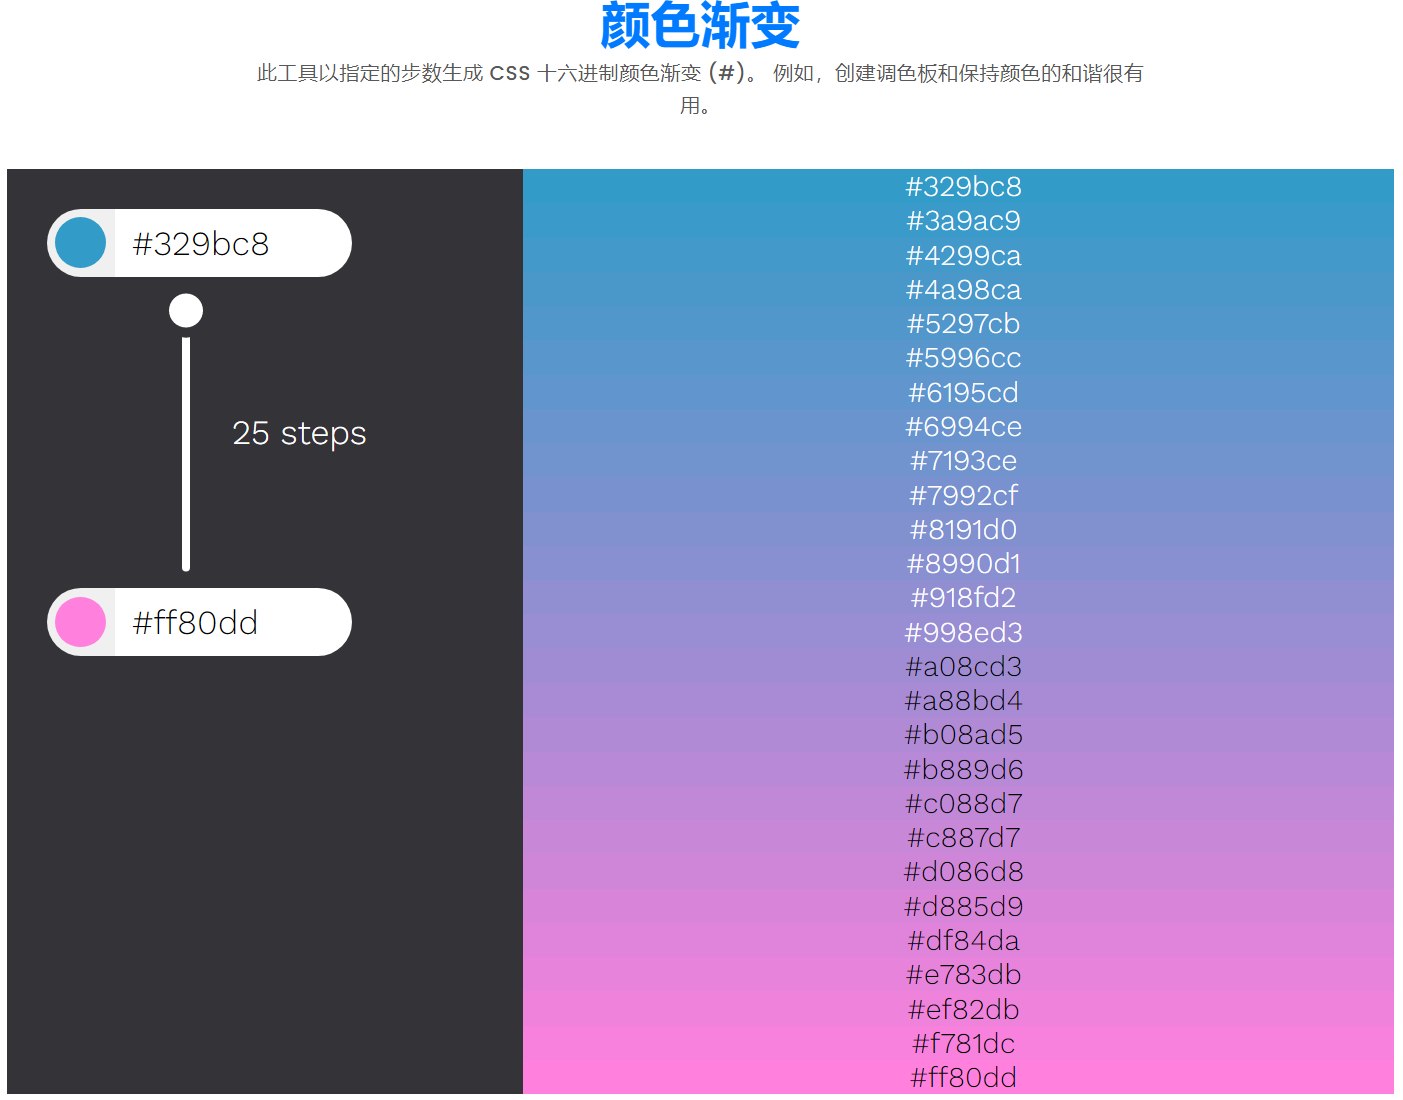 颜色渐变
此工具以指定的步数生成 CSS 十六进制颜色渐变 (#)。 例如，创建调色板和保持颜色的和谐很有
用。
#329bc8
25 steps
#ff80dd
#329bc8
#3a9ac9
#4299ca
#4a98ca
#5297cb
#5996cc
#6195cd
#6994ce
#7193ce
#7992cf
#8191d0
#8990d1
#918fd2
#998ed3
#a08cd3
#a88bd4
#b08ad5
#b889d6
#c088d7
#c887d7
#d086d8
#d885d9
#df84da
#e783db
#ef82db
#f781dc
#ff80dd